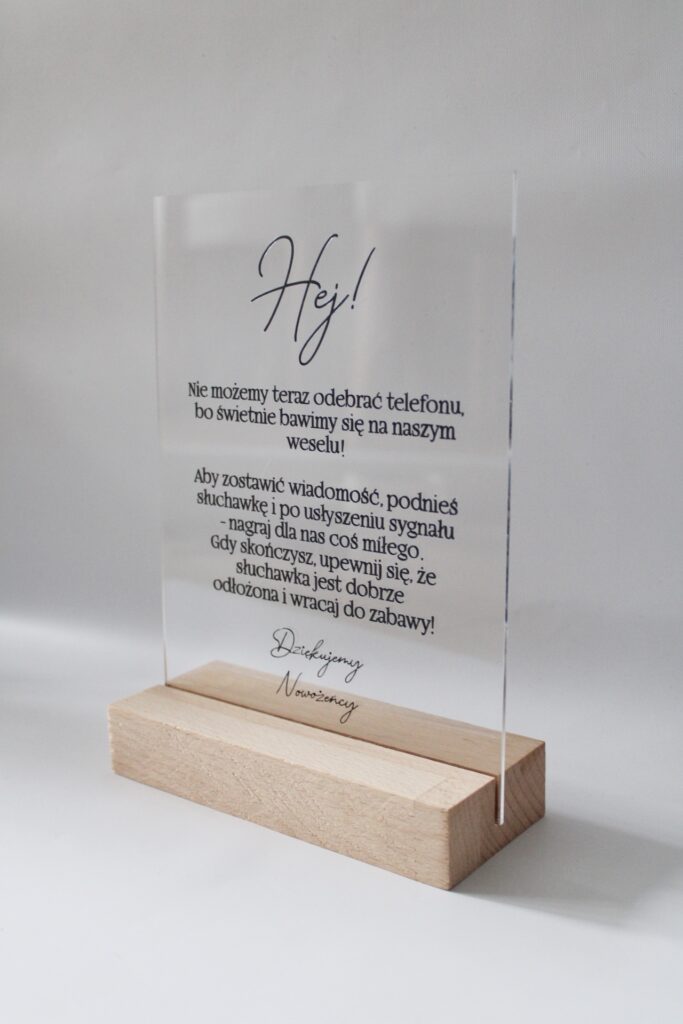 Hej!
Nie możemy teraz odebrać telefonu,
bo świetnie bawimy się na naszym
weselu!
Aby zostawić wiadomość, podnieś
słuchawkę i po usłyszeniu sygnału
- nagraj dla nas coś miłego.
Gdy skończysz, upewnij się, że
słuchawka jest dobrze
odłożona i wracaj do zabawy!
Dziękujemy
Nowożeńcy